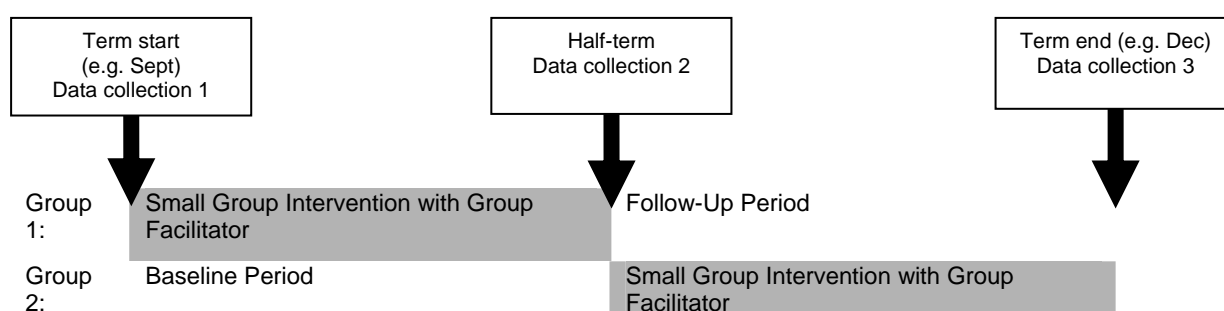 Term start
(e.g. Sept)
Data collection 1
Half-term
Data collection 2
Term end (e.g. Dec)
Data collection 3
Group
1:
Small Group Intervention with Group
Facilitator
Follow-Up Period
Group
2:
Baseline Period
Small Group Intervention with Group
Facilitator